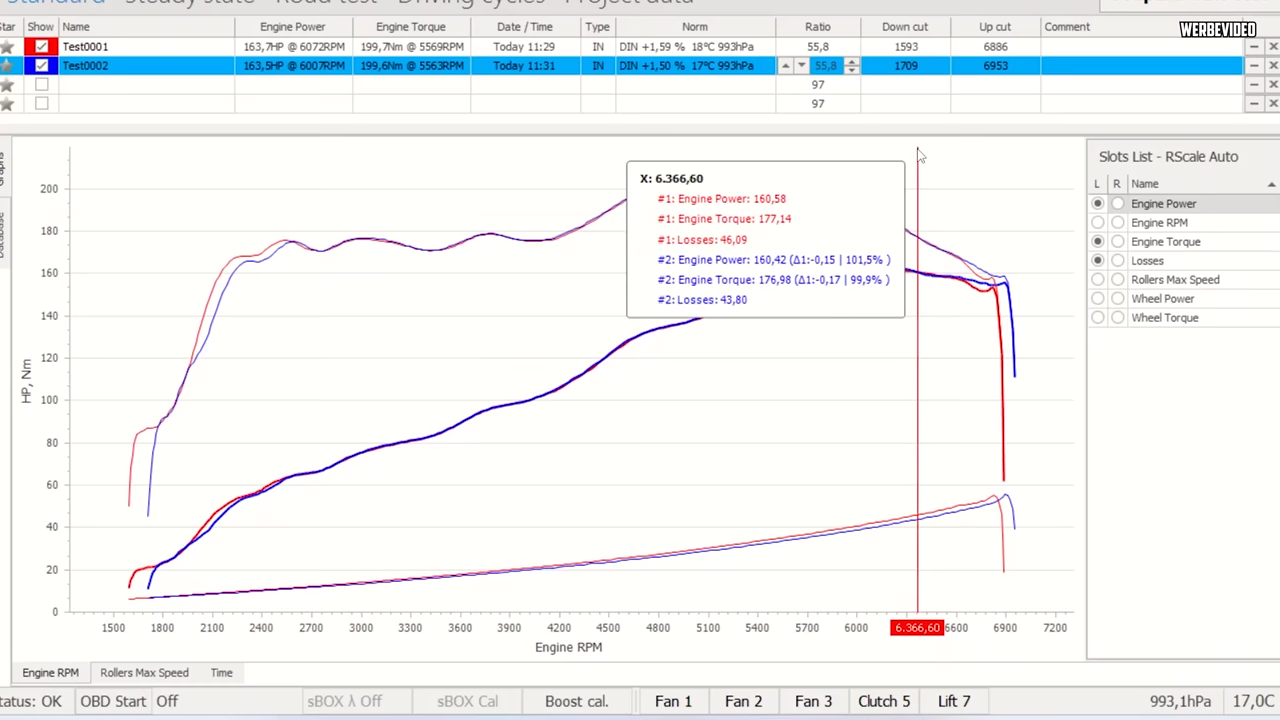 Standard Steady state Road test Driving cycles Project data
Star Show Name Engine Power Engine Torque Date / Time Type Norm Ratio Down cut Up cut Comment
WERBEVIDEO
Test0001 163,7HP @ 6072RPM 199,7Nm @ 5569RPM Today 11:29 IN DIN +1,59 % 18ºC 993hPa 55,8 1593 6886
Test0002 163,5HP @ 6007RPM 199,6Nm @ 5563RPM Today 11:31 IN DIN +1,50 % 17ºC 993hPa 55,8 1709 6953
97
97
Graphs
Database
X: 6.366,60
#1: Engine Power: 160,58
#1: Engine Torque: 177,14
#1: Losses: 46,09
#2: Engine Power: 160,42 (Δ1:-0,15 | 101,5% )
#2: Engine Torque: 176,98 (Δ1:-0,17 | 99,9% )
#2: Losses: 43,80
Slots List - RScale Auto
L R Name
Engine Power
Engine RPM
Engine Torque
Losses
Rollers Max Speed
Wheel Power
Wheel Torque
HP, Nm
200
180
160
140
120
100
80
60
40
20
0
1500 1800 2100 2400 2700 3000 3300 3600 3900 4200 4500 4800 5100 5400 5700 6000 6.366,60 6600 6900 7200
Engine RPM
Engine RPM Rollers Max Speed Time
tatus: OK OBD Start Off sBOX λ Off sBOX Cal Boost cal. Fan 1 Fan 2 Fan 3 Clutch 5 Lift 7 993,1hPa 17,0C